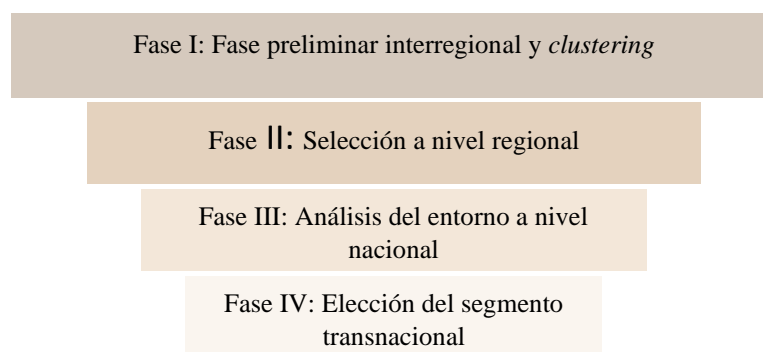 Fase I: Fase preliminar interregional y clustering
Fase II: Selección a nivel regional
Fase III: Análisis del entorno a nivel
nacional
Fase IV: Elección del segmento
transnacional